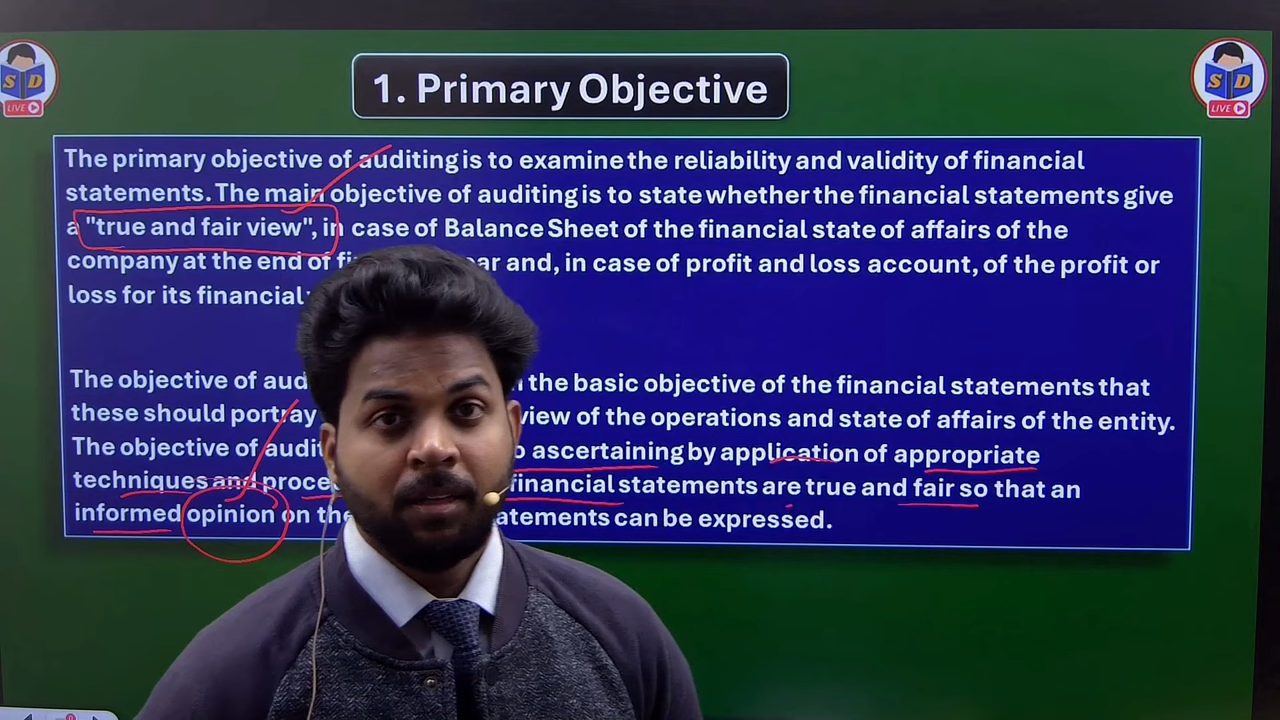 S D
LIVE
1. Primary Objective
S D
LIVE
The primary objective of auditing is to examine the reliability and validity of financial
statements. The main objective of auditing is to state whether the financial statements give
a "true and fair view", in case of Balance Sheet of the financial state of affairs of the
company at the end of and, in case of profit and loss account, of the profit or
loss for its financial
The objective of the basic objective of the financial statements that
these should portray view of the operations and state of affairs of the entity.
The objective of ascertaining by application of appropriate
techniques and financial statements are true and fair so that an
informed opinion on can be expressed.